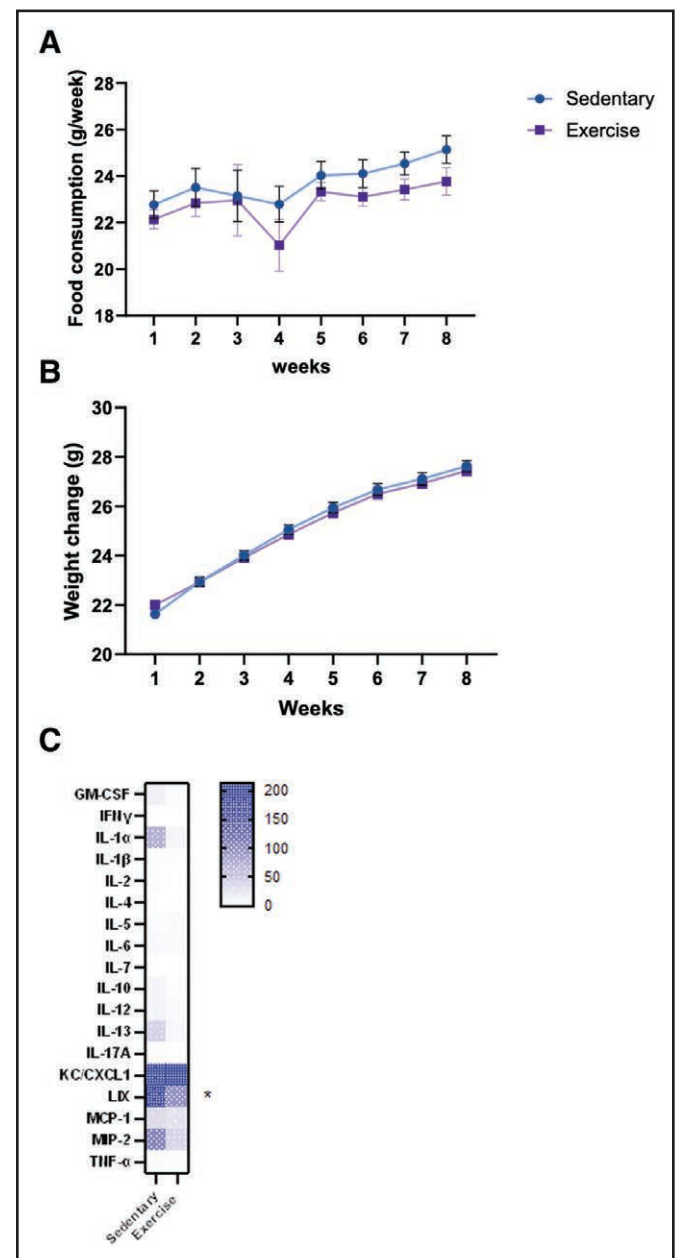 A
Food consumption (g/week)
28
26
24
22
20
18
1 2 3 4 5 6 7 8
weeks
Sedentary
Exercise
B
Weight change (g)
30
28
26
24
22
20
1 2 3 4 5 6 7 8
Weeks
C
GM-CSF
IFNγ
IL-1α
IL-1β
IL-2
IL-4
IL-5
IL-6
IL-7
IL-10
IL-12
IL-13
IL-17A
KC/CXCL1
LIX
MCP-1
MIP-2
TNF-α
200
150
100
50
0
*
Sedentary
Exercise